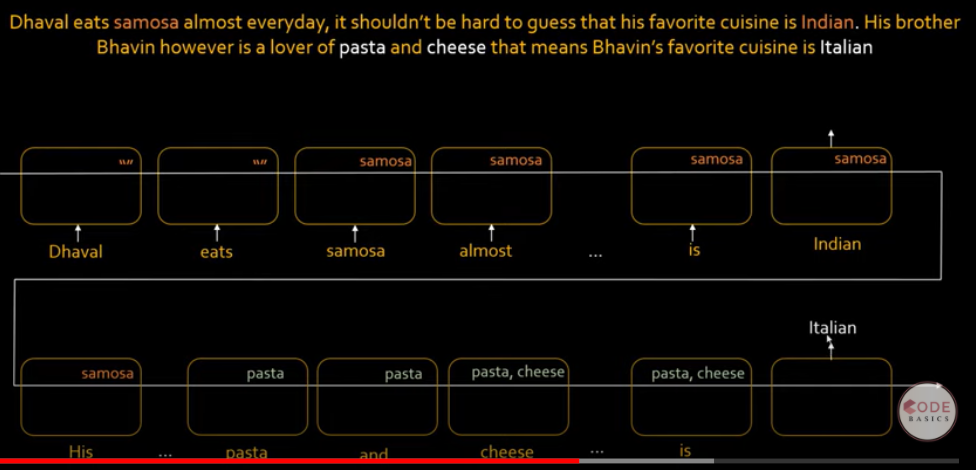 Dhaval eats samosa almost everyday, it shouldn't be hard to guess that his favorite cuisine is Indian. His brother
Bhavin however is a lover of pasta and cheese that means Bhavin's favorite cuisine is Italian
"" "" samosa samosa samosa samosa
Dhaval eats samosa almost ... is Indian
Italian
samosa pasta pasta pasta, cheese pasta, cheese
CODE
BASICS
His ... pasta and cheese ... is